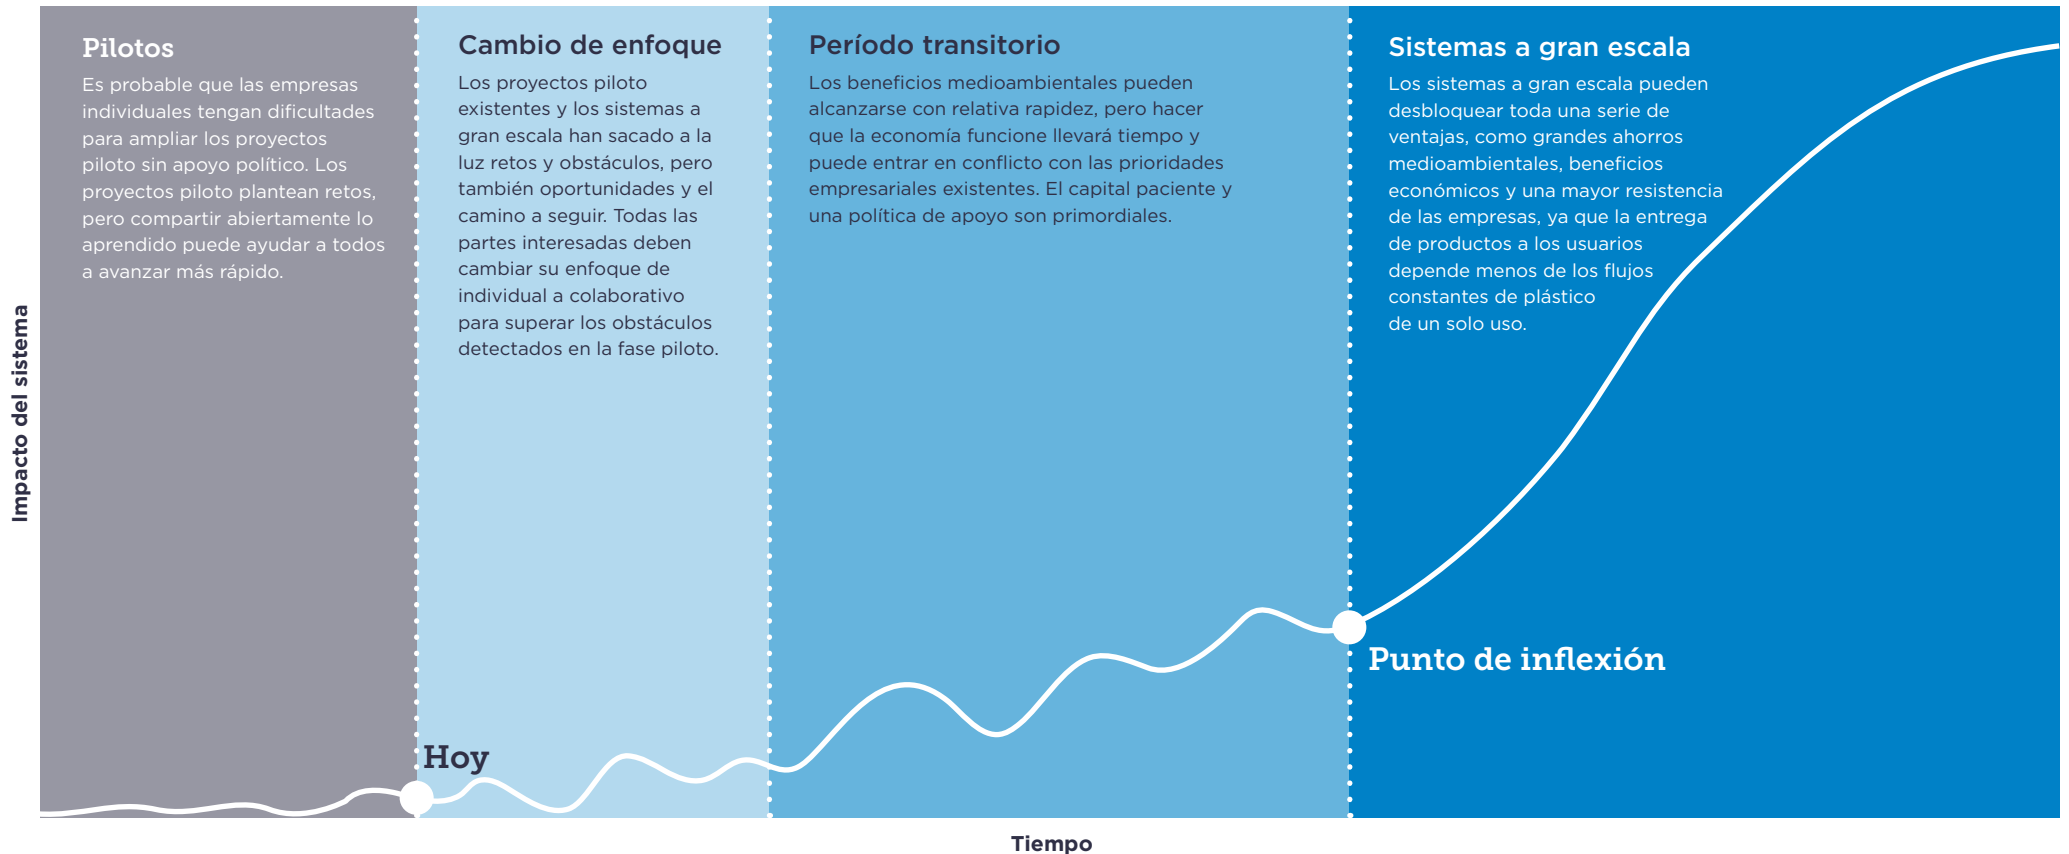 Pilotos
Es probable que las empresas
individuales tengan dificultades
para ampliar los proyectos
piloto sin apoyo político. Los
proyectos piloto plantean retos,
pero compartir abiertamente lo
aprendido puede ayudar a todos
a avanzar más rápido.
Cambio de enfoque
Los proyectos piloto
existentes y los sistemas a
gran escala han sacado a la
luz retos y obstáculos, pero
también oportunidades y el
camino a seguir. Todas las
partes interesadas deben
cambiar su enfoque de
individual a colaborativo
para superar los obstáculos
detectados en la fase piloto.
Período transitorio
Los beneficios medioambientales pueden
alcanzarse con relativa rapidez, pero hacer
que la economía funcione llevará tiempo y
puede entrar en conflicto con las prioridades
empresariales existentes. El capital paciente y
una política de apoyo son primordiales.
Sistemas a gran escala
Los sistemas a gran escala pueden
desbloquear toda una serie de
ventajas, como grandes ahorros
medioambientales, beneficios
económicos y una mayor resistencia
de las empresas, ya que la entrega
de productos a los usuarios
depende menos de los flujos
constantes de plástico
de un solo uso.
Impacto del sistema
Hoy
Punto de inflexión
Tiempo